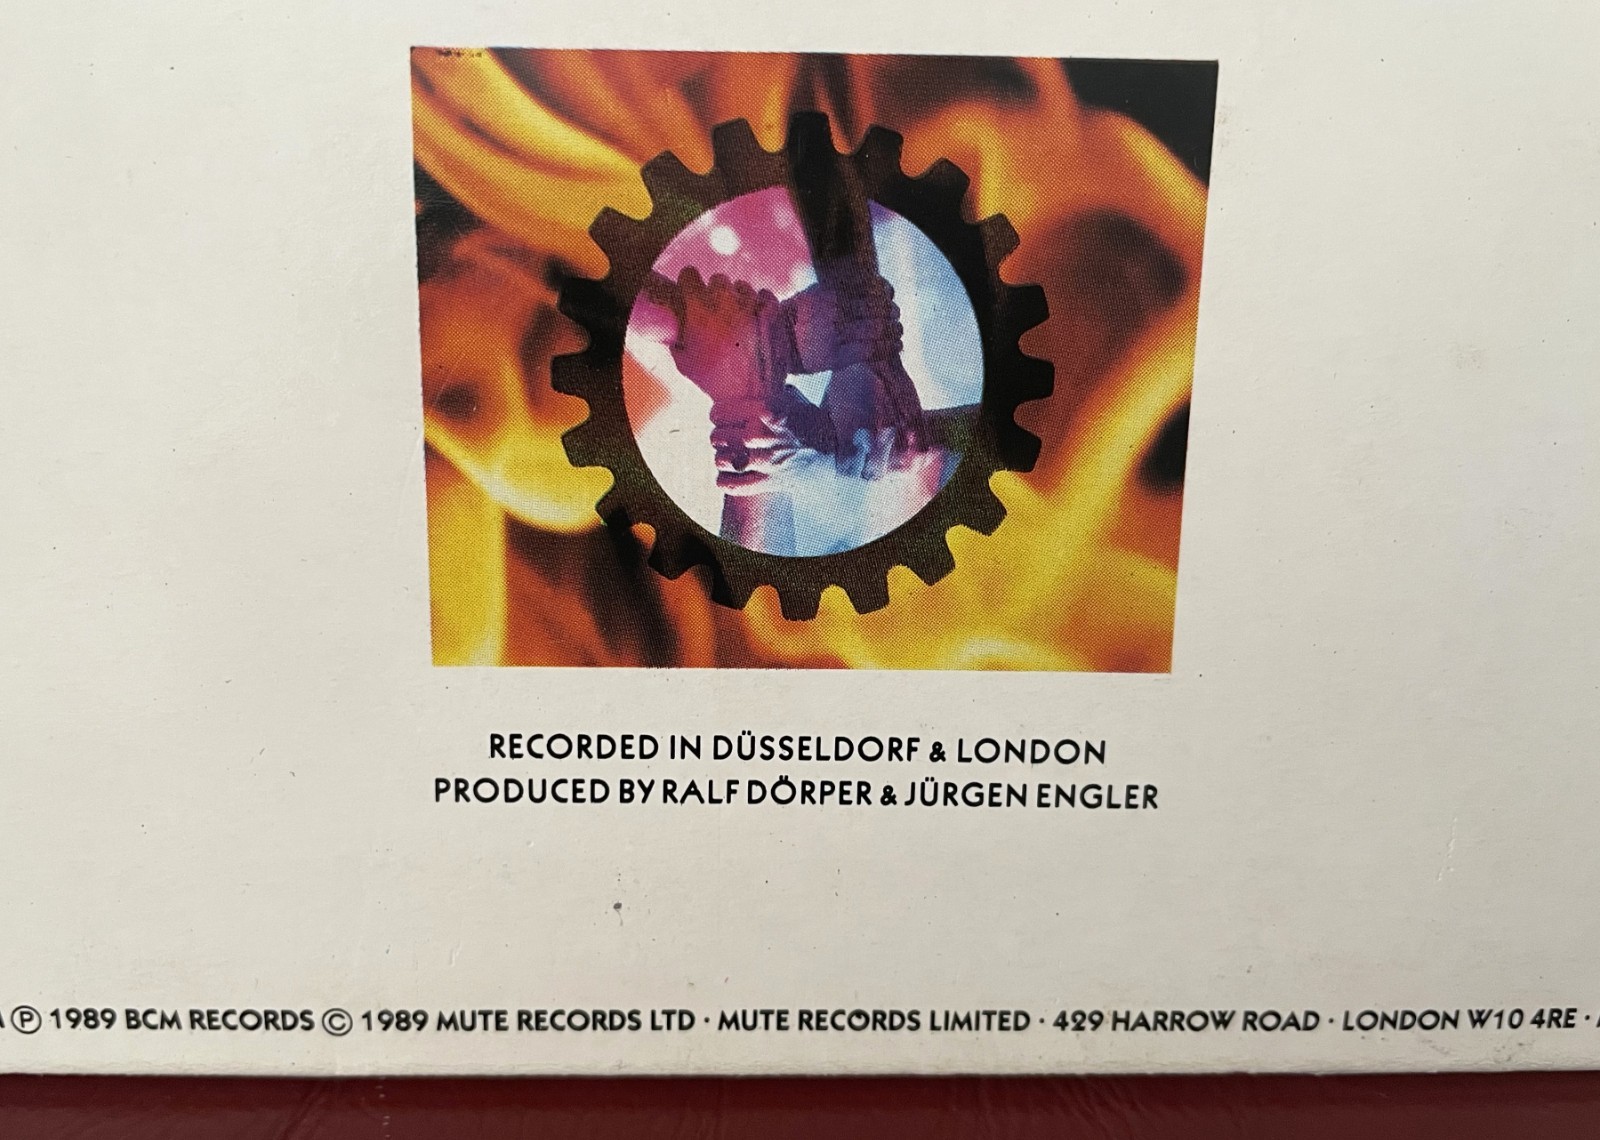 RECORDED IN DÜSSELDORF & LONDON
PRODUCED BY RALF DÖRPER & JÜRGEN ENGLER
℗ 1989 BCM RECORDS © 1989 MUTE RECORDS LTD · MUTE RECORDS LIMITED · 429 HARROW ROAD · LONDON W10 4RE ·